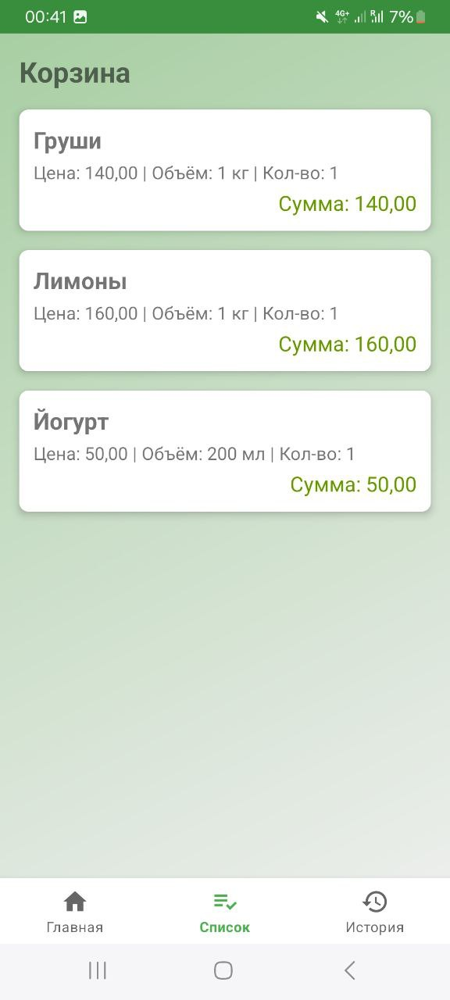 00:41
4G+ R 7%
Корзина
Груши
Цена: 140,00 | Объём: 1 кг | Кол-во: 1
Сумма: 140,00
Лимоны
Цена: 160,00 | Объём: 1 кг | Кол-во: 1
Сумма: 160,00
Йогурт
Цена: 50,00 | Объём: 200 мл | Кол-во: 1
Сумма: 50,00
Главная
Список
История